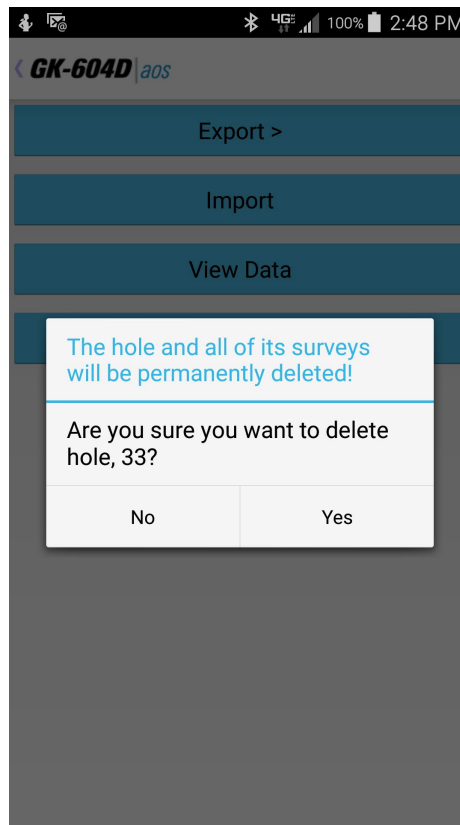 4G 100% 2:48 PM
GK-604D|aos
Export >
Import
View Data
The hole and all of its surveys
will be permanently deleted!
Are you sure you want to delete
hole, 33?
No Yes